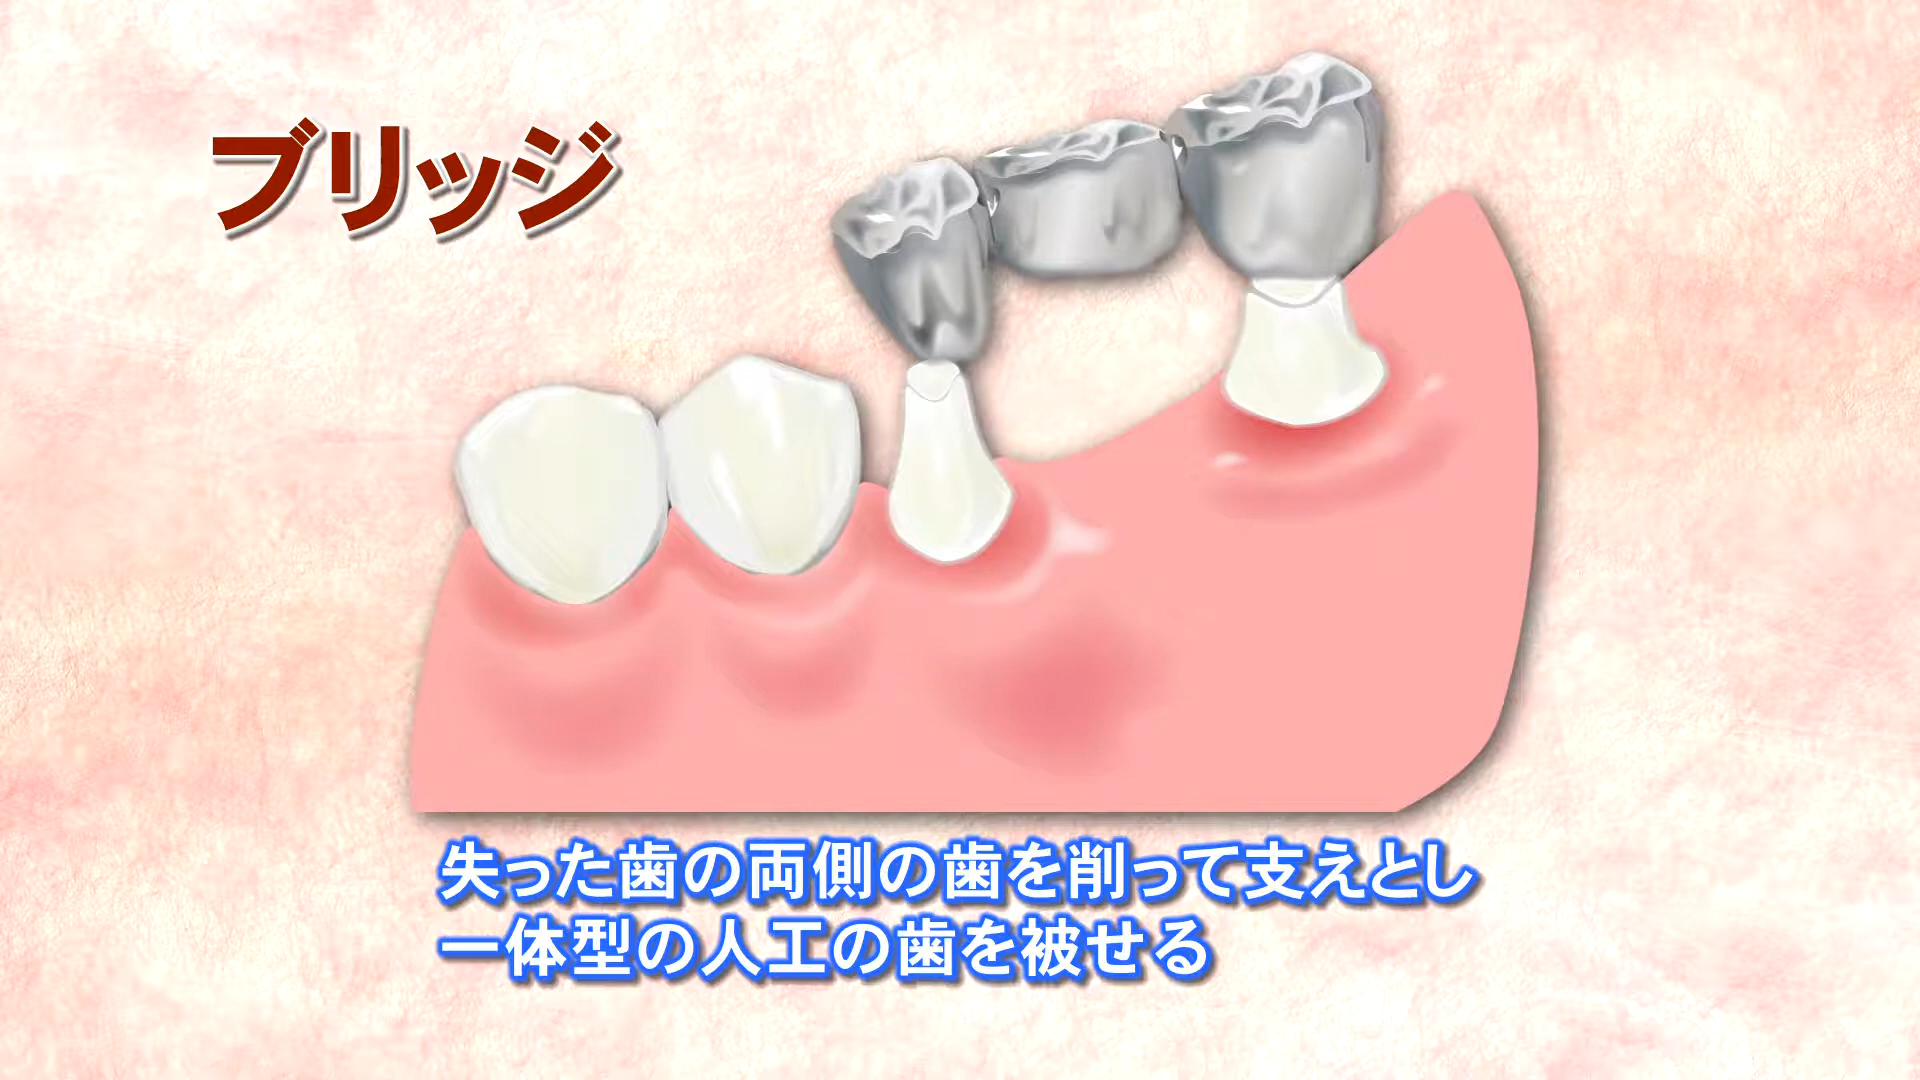 ブリッジ
失った歯の両側の歯を削って支えとし
一体型の人工の歯を被せる